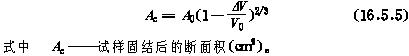 A_c = A_0(1-ΔV/V_0)^{2/3} (16.5.5)
式中 A_c——试样固结后的断面积(cm²)。